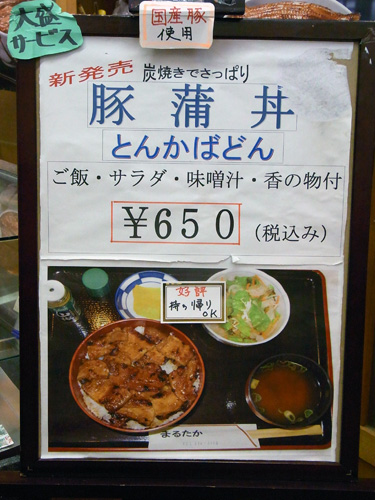 大盛
サービス
国産豚
使用
新発売 炭焼きでさっぱり
豚蒲丼
とんかばどん
ご飯・サラダ・味噌汁・香の物付
￥650 (税込み)
好評
持ち帰り
OK
まるたか